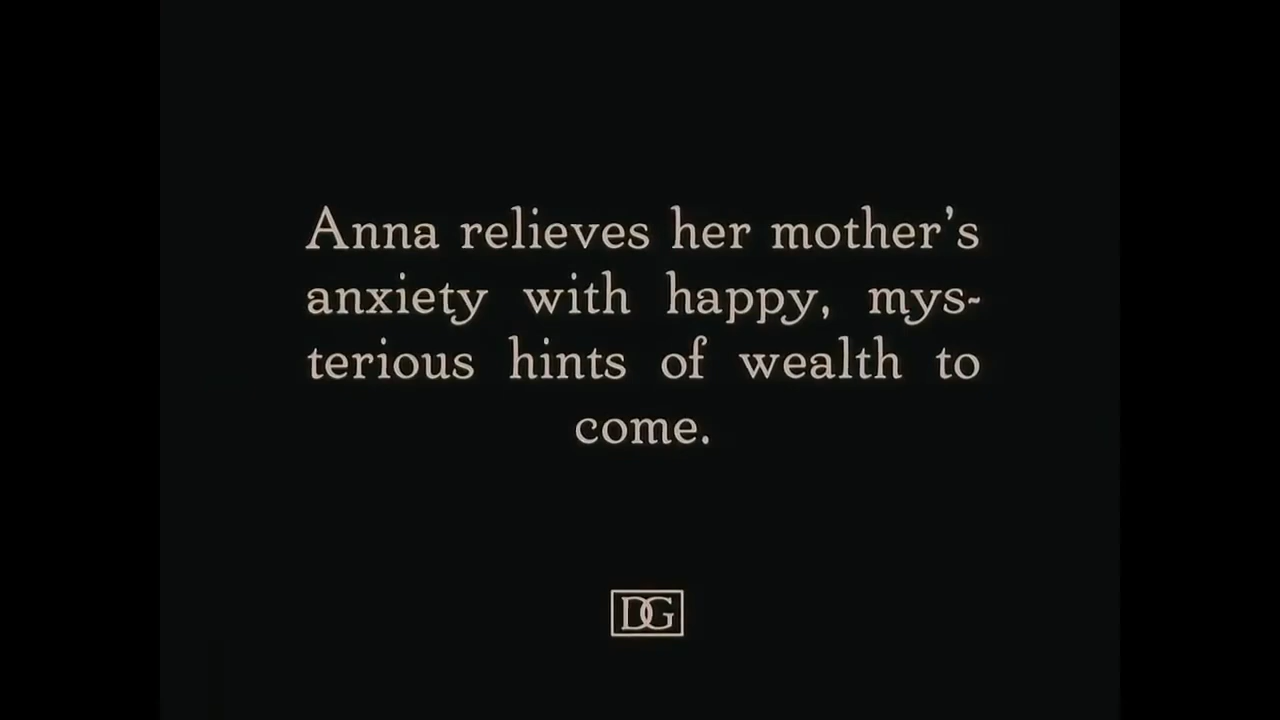 Anna relieves her mother's
anxiety with happy, mys-
terious hints of wealth to
come.
DG